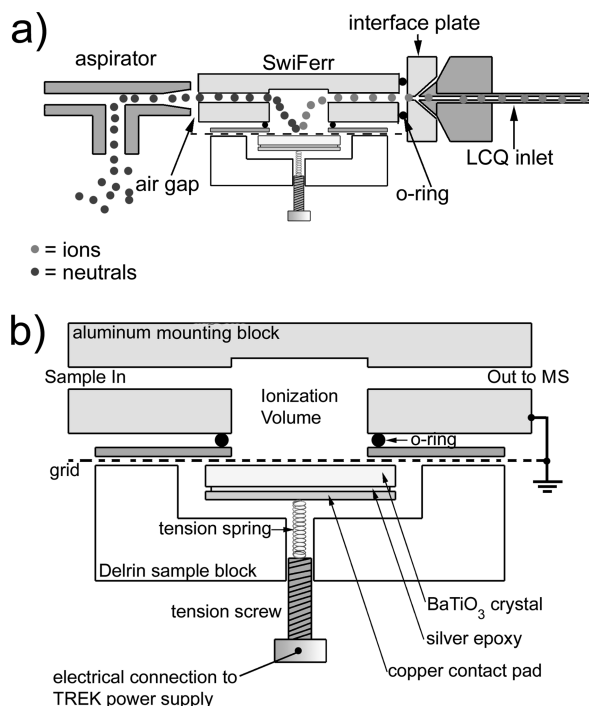 a)
aspirator
SwiFerr
interface plate
LCQ inlet
air gap
o-ring
= ions
= neutrals
b)
aluminum mounting block
Sample In
Out to MS
Ionization
Volume
o-ring
grid
tension spring
Delrin sample block
tension screw
BaTiO₃ crystal
silver epoxy
copper contact pad
electrical connection to
TREK power supply